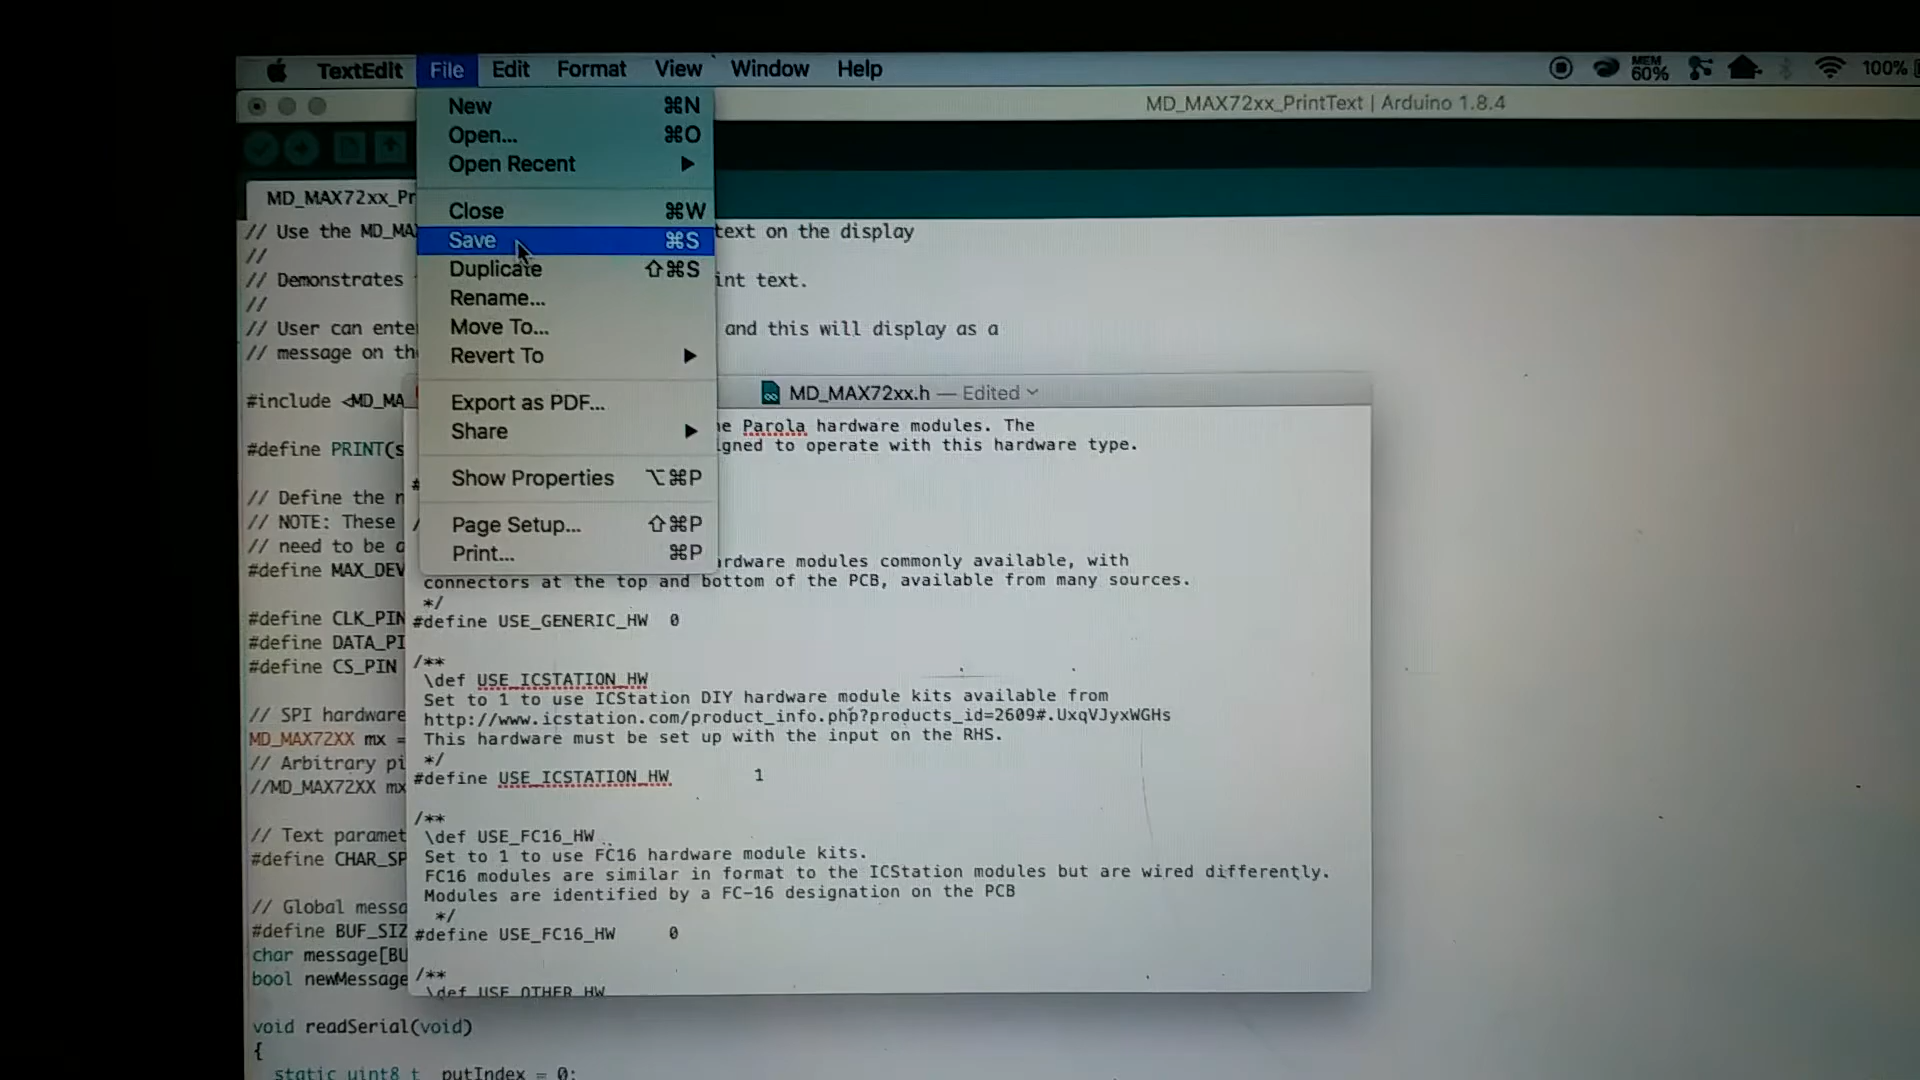 TextEdit File Edit Format View Window Help MEM 60% 100%
MD_MAX72xx_PrintText | Arduino 1.8.4
New ⌘N
Open... ⌘O
Open Recent ▶
Close ⌘W
Save ⌘S
Duplicate ⇧⌘S
Rename...
Move To...
Revert To ▶
Export as PDF...
Share ▶
Show Properties ⌥⌘P
Page Setup... ⇧⌘P
Print... ⌘P
MD_MAX72xx_Pr
// Use the MD_MA text on the display
//
// Demonstrates int text.
//
// User can ente and this will display as a
// message on th
#include <MD_MA
#define PRINT(s
// Define the n
// NOTE: These
// need to be a
#define MAX_DEV
#define CLK_PIN
#define DATA_PI
#define CS_PIN
// SPI hardware
MD_MAX72XX mx =
// Arbitrary pi
//MD_MAX72XX mx
// Text paramet
#define CHAR_SP
// Global messa
#define BUF_SIZ
char message[BU
bool newMessage
void readSerial(void)
{
static uint8_t putIndex = 0;
MD_MAX72xx.h — Edited
he Parola hardware modules. The
igned to operate with this hardware type.
#
/
rdware modules commonly available, with
connectors at the top and bottom of the PCB, available from many sources.
*/
#define USE_GENERIC_HW 0
/**
\def USE_ICSTATION_HW
Set to 1 to use ICStation DIY hardware module kits available from
http://www.icstation.com/product_info.php?products_id=2609#.UxqVJyxWGHs
This hardware must be set up with the input on the RHS.
*/
#define USE_ICSTATION_HW 1
/**
\def USE_FC16_HW
Set to 1 to use FC16 hardware module kits.
FC16 modules are similar in format to the ICStation modules but are wired differently.
Modules are identified by a FC-16 designation on the PCB
*/
#define USE_FC16_HW 0
/**
\def USE_OTHER_HW